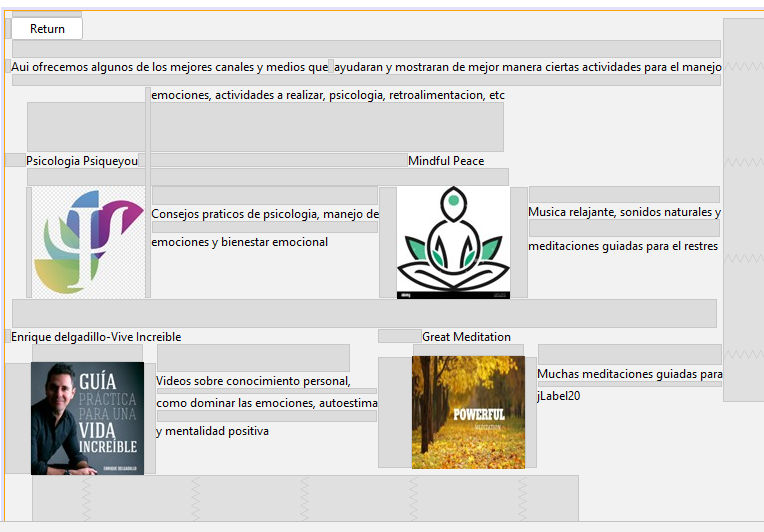 Return
Aui ofrecemos algunos de los mejores canales y medios que ayudaran y mostraran de mejor manera ciertas actividades para el manejo
emociones, actividades a realizar, psicologia, retroalimentacion, etc
Psicologia Psiqueyou
Mindful Peace
Consejos praticos de psicologia, manejo de
emociones y bienestar emocional
Musica relajante, sonidos naturales y
meditaciones guiadas para el restres
Enrique delgadillo-Vive Increible
Great Meditation
GUÍA
PRÁCTICA
PARA UNA
VIDA
INCREÍBLE
ENRIQUE DELGADILLO
Videos sobre conocimiento personal,
como dominar las emociones, autoestima
y mentalidad positiva
POWERFUL
MEDITATION
Muchas meditaciones guiadas para
jLabel20